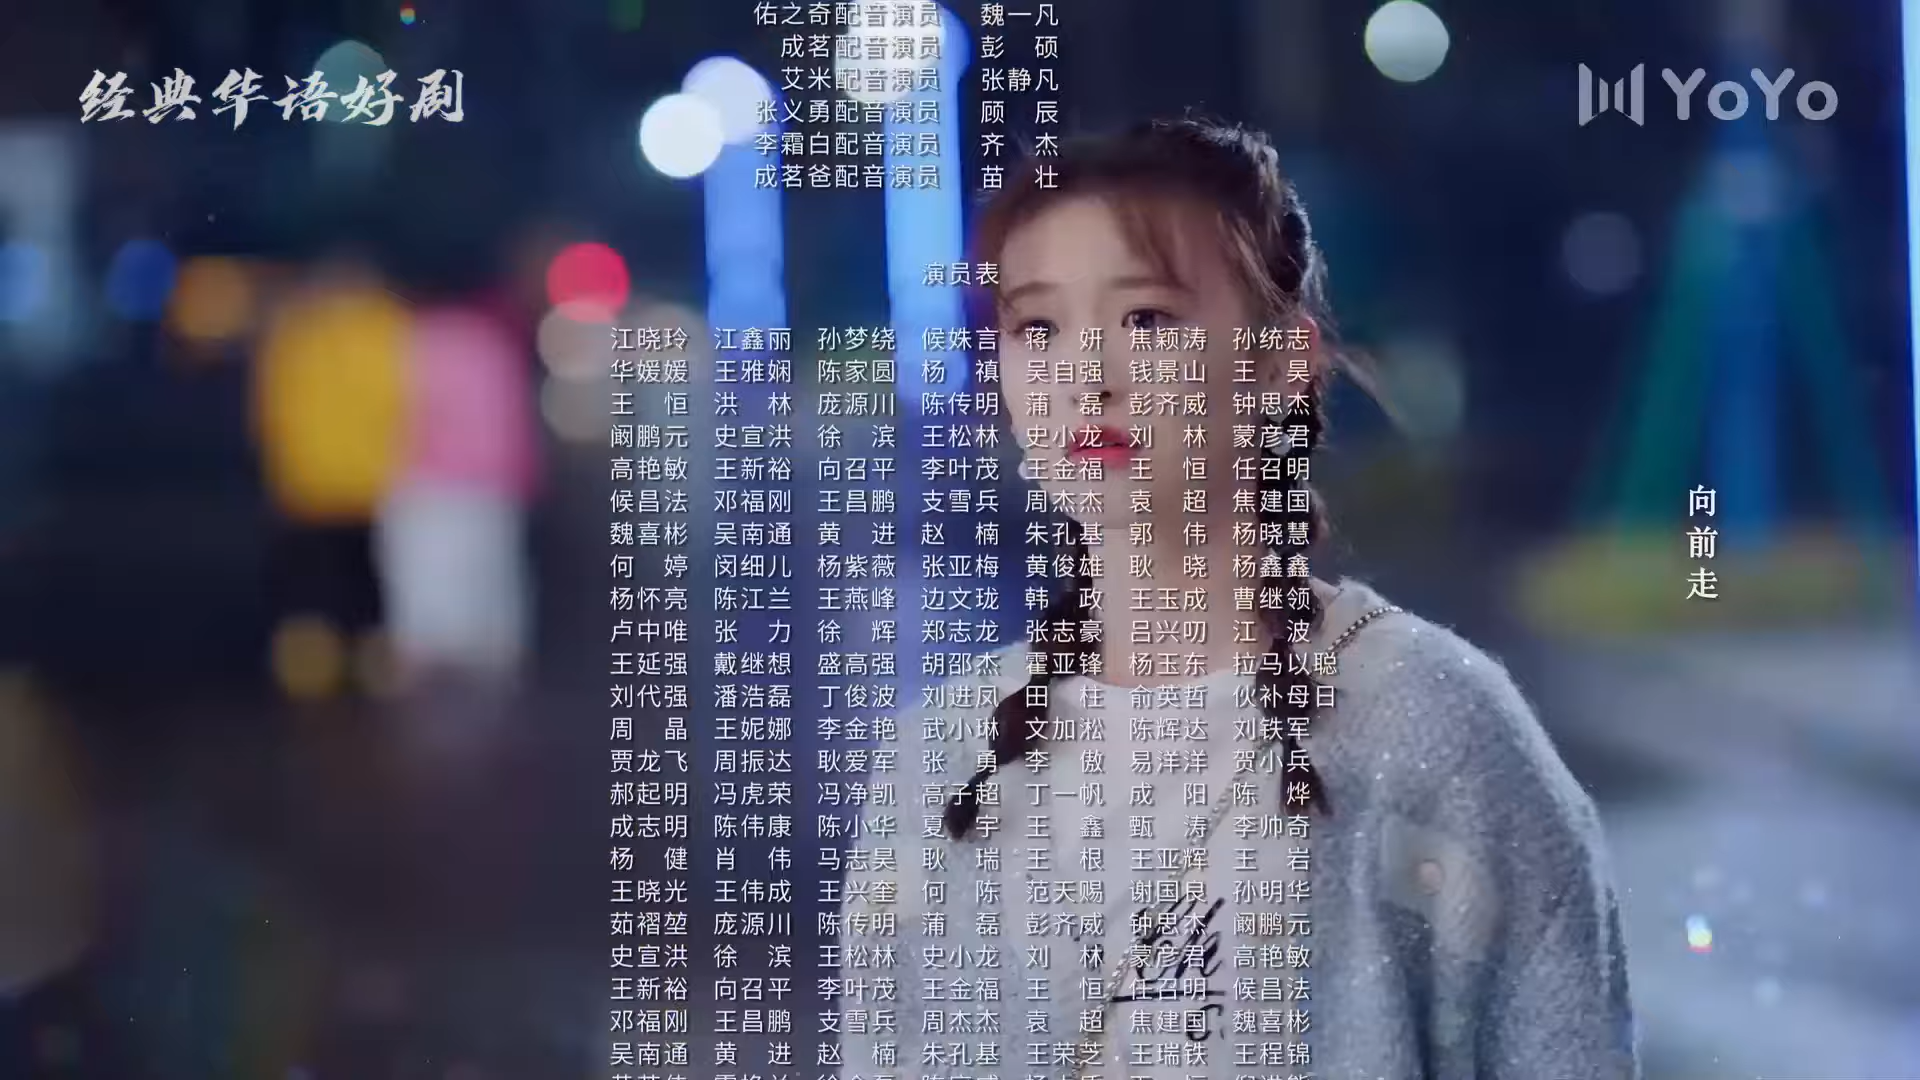 佑之奇配音演员 魏一凡
成茗配音演员 彭 硕
艾米配音演员 张静凡
张义勇配音演员 顾 辰
李霜白配音演员 齐 杰
成茗爸配音演员 苗 壮
经典华语好剧
YoYo
演员表
江晓玲 江鑫丽 孙梦绕 候姝言 蒋 妍 焦颖涛 孙统志
华媛媛 王雅娴 陈家圆 杨 禛 吴自强 钱景山 王 昊
王 恒 洪 林 庞源川 陈传明 蒲 磊 彭齐威 钟思杰
阚鹏元 史宣洪 徐 滨 王松林 史小龙 刘 林 蒙彦君
高艳敏 王新裕 向召平 李叶茂 王金福 王 恒 任召明
候昌法 邓福刚 王昌鹏 支雪兵 周杰杰 袁 超 焦建国
魏喜彬 吴南通 黄 进 赵 楠 朱孔基 郭 伟 杨晓慧
何 婷 闵细儿 杨紫薇 张亚梅 黄俊雄 耿 晓 杨鑫鑫
杨怀亮 陈江兰 王燕峰 边文珑 韩 政 王玉成 曹继领
卢中唯 张 力 徐 辉 郑志龙 张志豪 吕兴叨 江 波
王延强 戴继想 盛高强 胡邵杰 霍亚锋 杨玉东 拉马以聪
刘代强 潘浩磊 丁俊波 刘进凤 田 柱 俞英哲 伙补母日
周 晶 王妮娜 李金艳 武小琳 文加淞 陈辉达 刘铁军
贾龙飞 周振达 耿爱军 张 勇 李 傲 易洋洋 贺小兵
郝起明 冯虎荣 冯净凯 高子超 丁一帆 成 阳 陈 烨
成志明 陈伟康 陈小华 夏 宇 王 鑫 甄 涛 李帅奇
杨 健 肖 伟 马志昊 耿 瑞 王 根 王亚辉 王 岩
王晓光 王伟成 王兴奎 何 陈 范天赐 谢国良 孙明华
茹褶堃 庞源川 陈传明 蒲 磊 彭齐威 钟思杰 阚鹏元
史宣洪 徐 滨 王松林 史小龙 刘 林 蒙彦君 高艳敏
王新裕 向召平 李叶茂 王金福 王 恒 任召明 候昌法
邓福刚 王昌鹏 支雪兵 周杰杰 袁 超 焦建国 魏喜彬
吴南通 黄 进 赵 楠 朱孔基 王荣芝 王瑞铁 王程锦
向前走